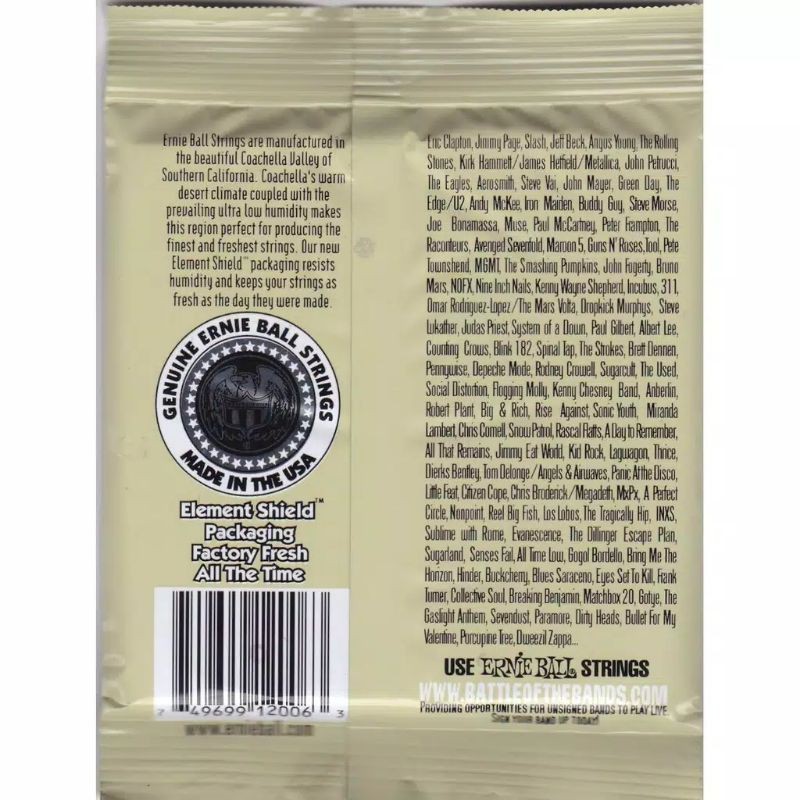 Ernie Ball Strings are manufactured in
the beautiful Coachella Valley of
Southern California. Coachella's warm
desert climate coupled with the
prevailing ultra low humidity makes
this region perfect for producing the
finest and freshest strings. Our new
Element Shield™ packaging resists
humidity and keeps your strings as
fresh as the day they were made.
GENUINE ERNIE BALL STRINGS
MADE IN THE USA
Element Shield™
Packaging
Factory Fresh
All The Time
7 49699 12006 3
www.ernieball.com
Eric Clapton, Jimmy Page, Slash, Jeff Beck, Angus Young, The Rolling
Stones, Kirk Hammett/James Hetfield/Metallica, John Petrucci,
The Eagles, Aerosmith, Steve Vai, John Mayer, Green Day, The
Edge/U2, Andy McKee, Iron Maiden, Buddy Guy, Steve Morse,
Joe Bonamassa, Muse, Paul McCartney, Peter Frampton, The
Raconteurs, Avenged Sevenfold, Maroon 5, Guns N' Roses, Tool, Pete
Townshend, MGMT, The Smashing Pumpkins, John Fogerty, Bruno
Mars, NOFX, Nine Inch Nails, Kenny Wayne Shepherd, Incubus, 311,
Omar Rodriguez-Lopez/The Mars Volta, Dropkick Murphys, Steve
Lukather, Judas Priest, System of a Down, Paul Gilbert, Albert Lee,
Counting Crows, Blink 182, Spinal Tap, The Strokes, Brett Dennen,
Pennywise, Depeche Mode, Rodney Crowell, Sugarcult, The Used,
Social Distortion, Flogging Molly, Kenny Chesney Band, Anberlin,
Robert Plant, Big & Rich, Rise Against, Sonic Youth, Miranda
Lambert, Chris Cornell, Snow Patrol, Rascal Flatts, A Day to Remember,
All That Remains, Jimmy Eat World, Kid Rock, Lagwagon, Thrice,
Dierks Bentley, Tom Delonge/Angels & Airwaves, Panic At the Disco,
Little Feat, Citizen Cope, Chris Broderick/Megadeth, MxPx, A Perfect
Circle, Nonpoint, Reel Big Fish, Los Lobos, The Tragically Hip, INXS,
Sublime with Rome, Evanescence, The Dillinger Escape Plan,
Sugarland, Senses Fail, All Time Low, Gogol Bordello, Bring Me The
Horizon, Hinder, Buckcherry, Blues Saraceno, Eyes Set To Kill, Frank
Turner, Collective Soul, Breaking Benjamin, Matchbox 20, Gotye, The
Gaslight Anthem, Sevendust, Paramore, Dirty Heads, Bullet For My
Valentine, Porcupine Tree, Dweezil Zappa...
USE ERNIE BALL STRINGS
WWW.BATTLEOFTHEBANDS.COM
PROVIDING OPPORTUNITIES FOR UNSIGNED BANDS TO PLAY LIVE.
SIGN YOUR BAND UP TODAY!